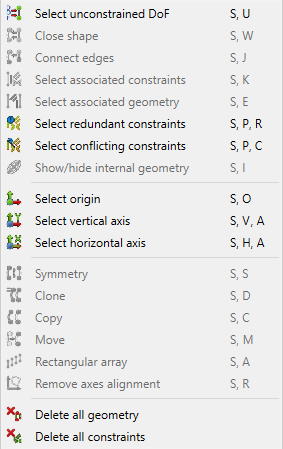 Select unconstrained DoF S, U
Close shape S, W
Connect edges S, J
Select associated constraints S, K
Select associated geometry S, E
Select redundant constraints S, P, R
Select conflicting constraints S, P, C
Show/hide internal geometry S, I
Select origin S, O
Select vertical axis S, V, A
Select horizontal axis S, H, A
Symmetry S, S
Clone S, D
Copy S, C
Move S, M
Rectangular array S, A
Remove axes alignment S, R
Delete all geometry
Delete all constraints